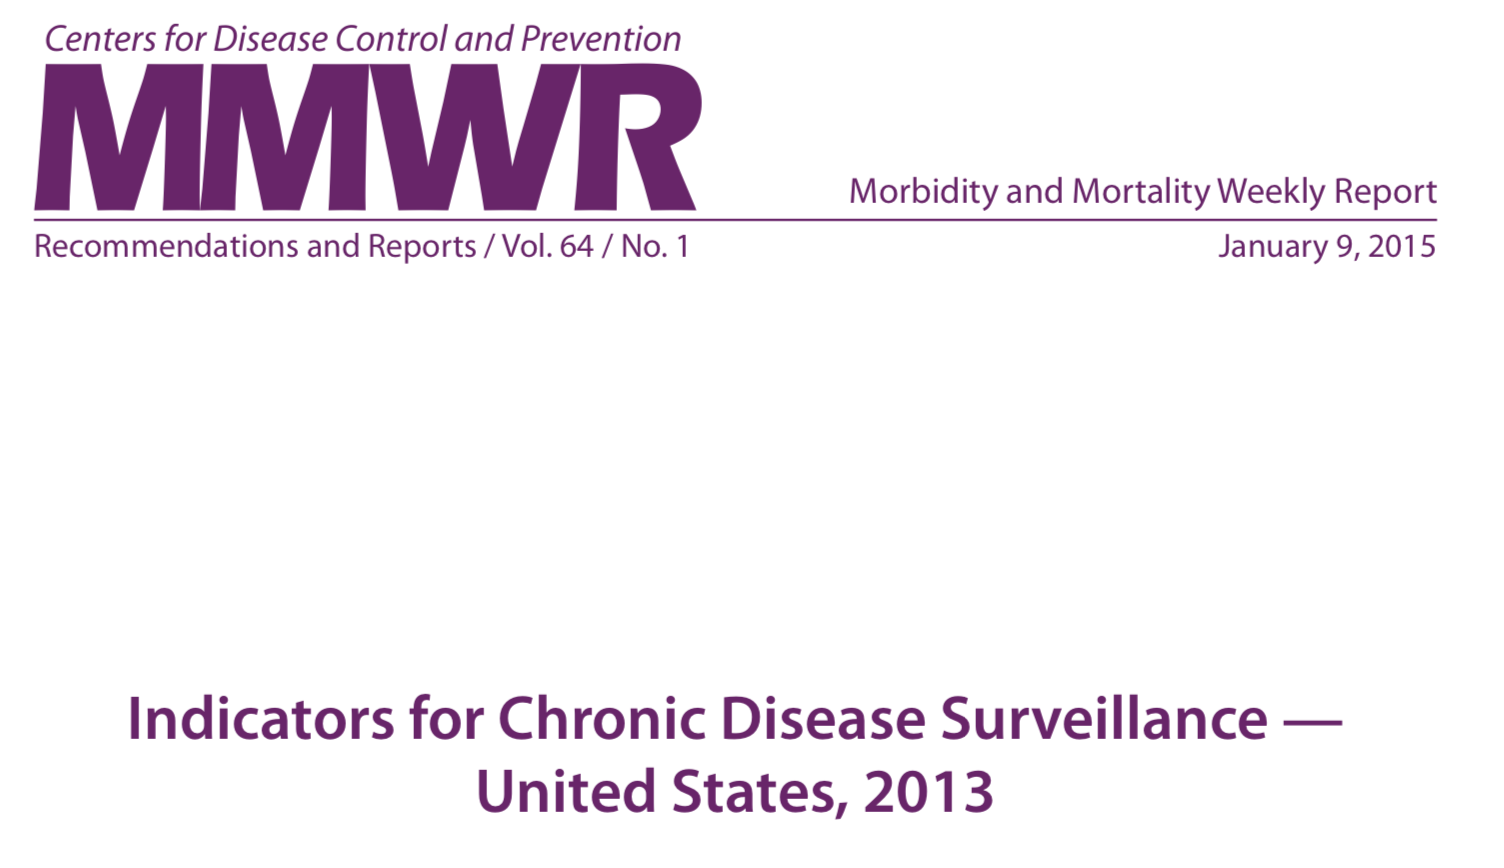 Centers for Disease Control and Prevention
MMWR
Morbidity and Mortality Weekly Report
Recommendations and Reports / Vol. 64 / No. 1
January 9, 2015
Indicators for Chronic Disease Surveillance —
United States, 2013